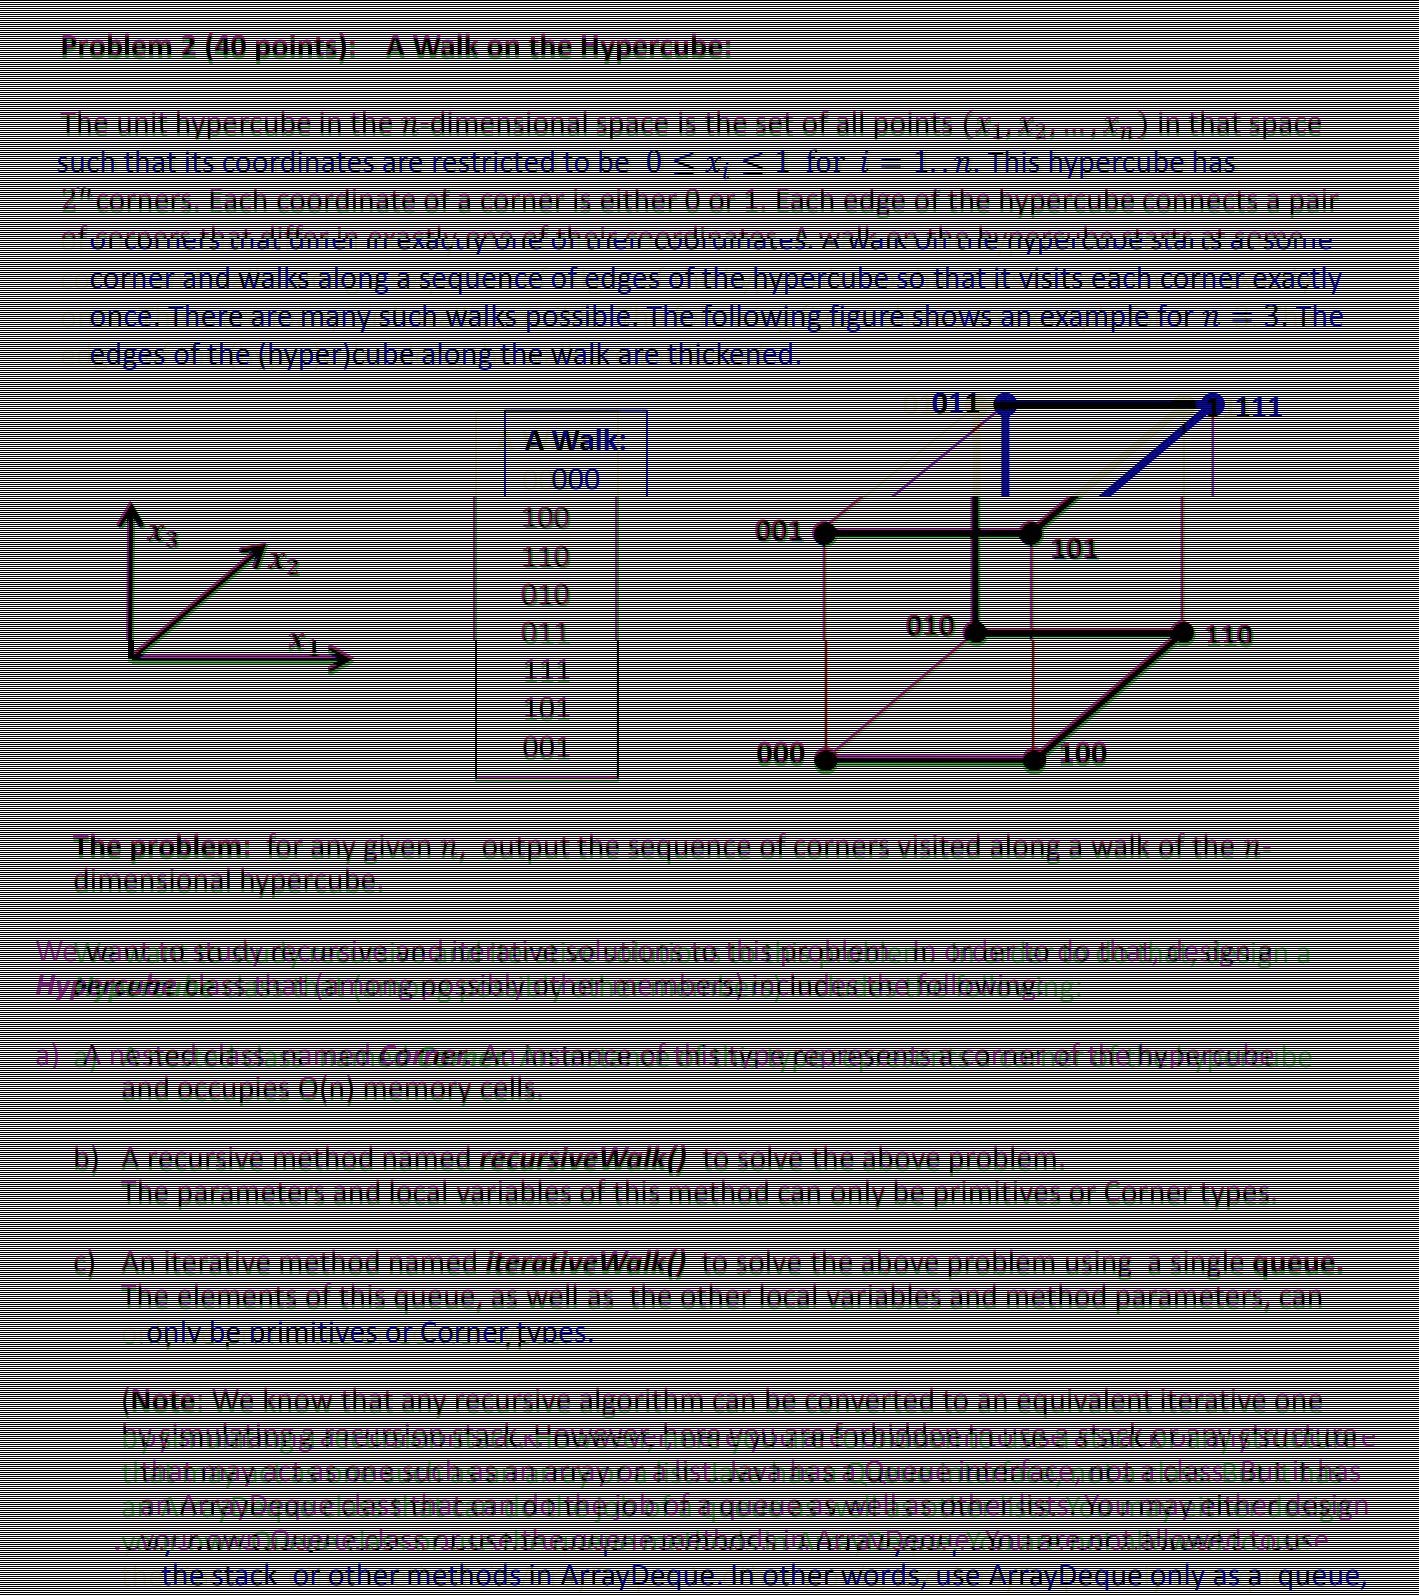 Problem 2 (40 points): A Walk on the Hypercube:
The unit hypercube in the n-dimensional space is the set of all points (x₁, x₂, ..., xₙ) in that space
such that its coordinates are restricted to be 0 ≤ xᵢ ≤ 1 for i = 1..n. This hypercube has
2ⁿ corners. Each coordinate of a corner is either 0 or 1. Each edge of the hypercube connects a pair
of corners that differ in exactly one of their coordinates. A walk on the hypercube starts at some
corner and walks along a sequence of edges of the hypercube so that it visits each corner exactly
once. There are many such walks possible. The following figure shows an example for n = 3. The
edges of the (hyper)cube along the walk are thickened.
x₃
x₂
x₁
A Walk:
000
100
110
010
011
111
101
001
011
111
001
101
010
110
000
100
The problem: for any given n, output the sequence of corners visited along a walk of the n-
dimensional hypercube.
We want to study recursive and iterative solutions to this problem. In order to do that, design a
Hypercube class that (among possibly other members) includes the following:
a) A nested class named Corner. An instance of this type represents a corner of the hypercube
and occupies O(n) memory cells.
b) A recursive method named recursiveWalk() to solve the above problem.
The parameters and local variables of this method can only be primitives or Corner types.
c) An iterative method named iterativeWalk() to solve the above problem using a single queue.
The elements of this queue, as well as the other local variables and method parameters, can
only be primitives or Corner types.
(Note: We know that any recursive algorithm can be converted to an equivalent iterative one
by simulating a recursion stack. However, here you are forbidden to use a stack or any structure
that may act as one such as an array or a list. Java has a Queue interface, not a class. But it has
an ArrayDeque class that can do the job of a queue as well as other lists. You may either design
your own Queue class or use the queue methods in ArrayDeque. You are not allowed to use
the stack or other methods in ArrayDeque. In other words, use ArrayDeque only as a queue,